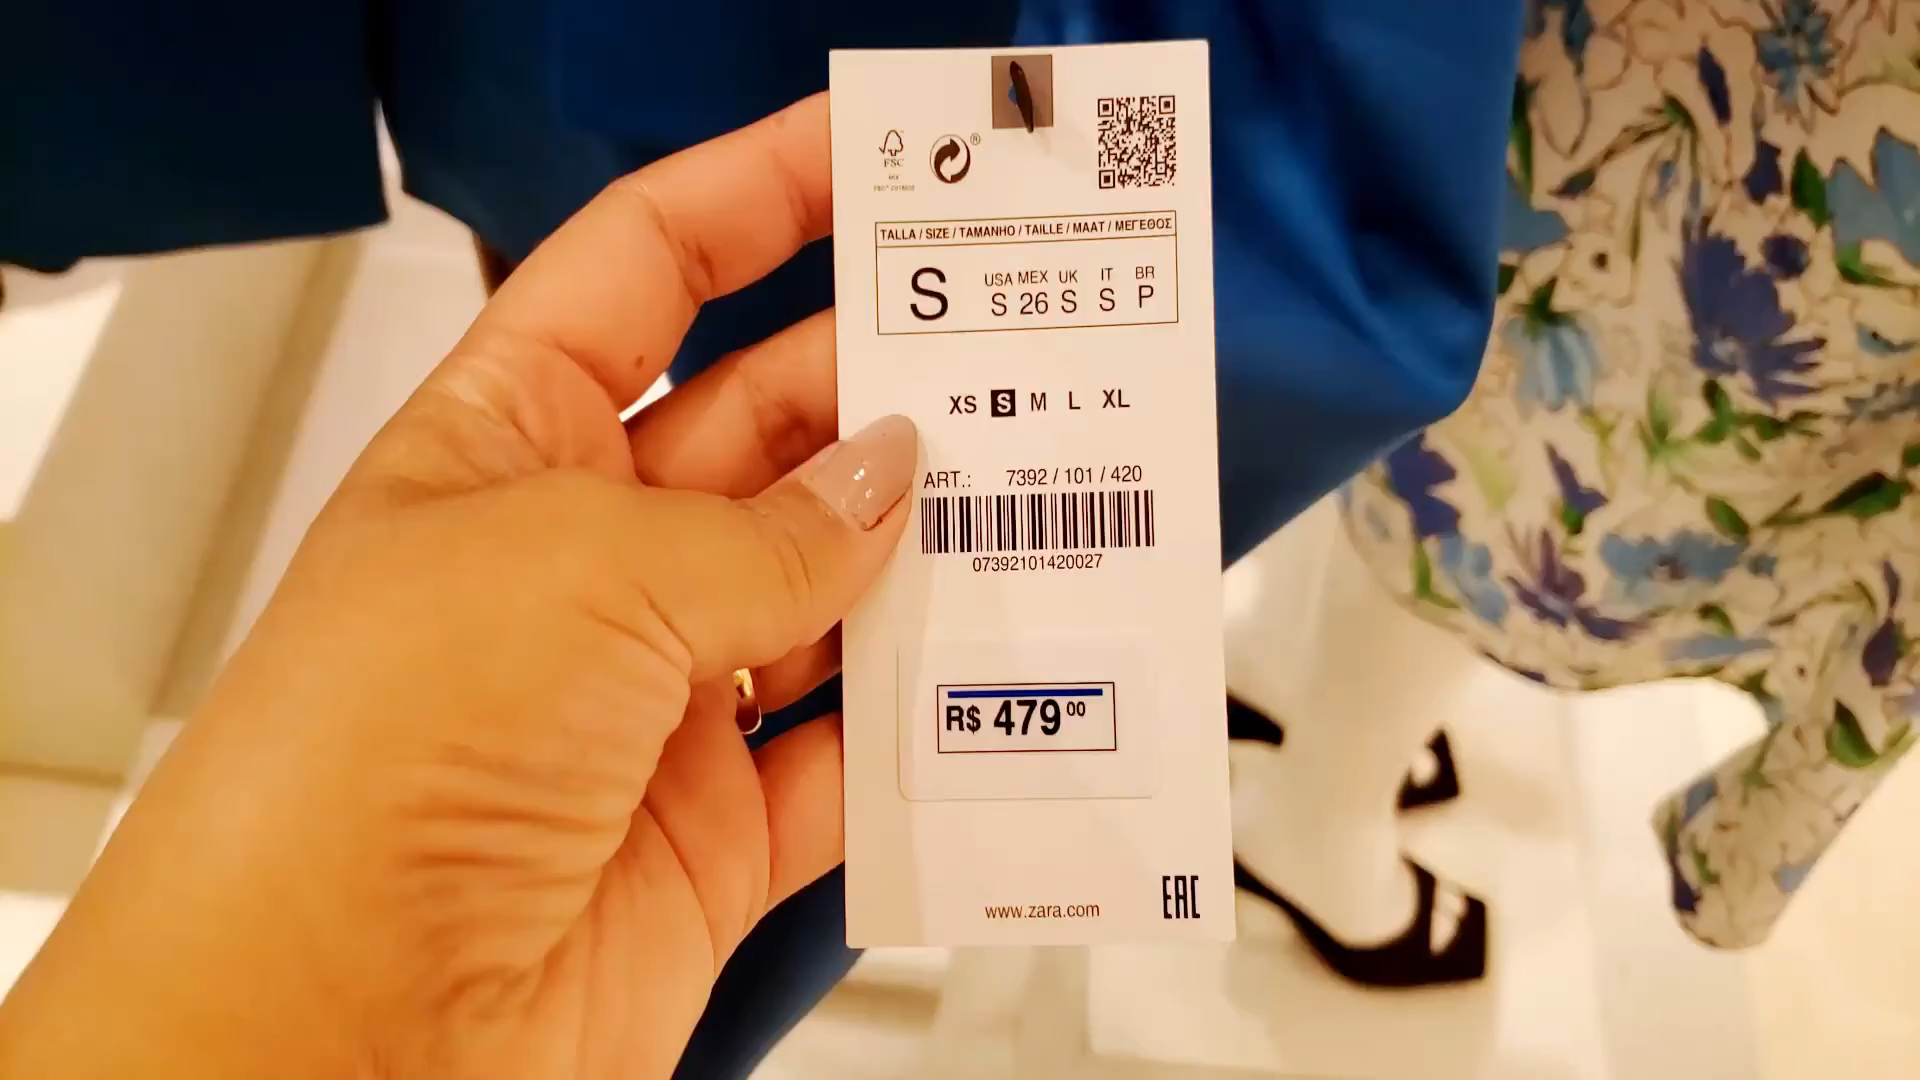 FSC
MIX
®
TALLA / SIZE / TAMANHO / TAILLE / MAAT / ΜΕΓΕΘΟΣ
S
USA MEX UK IT BR
S 26 S S P
XS S M L XL
ART.: 7392 / 101 / 420
07392101420027
R$ 479 00
www.zara.com
EAC